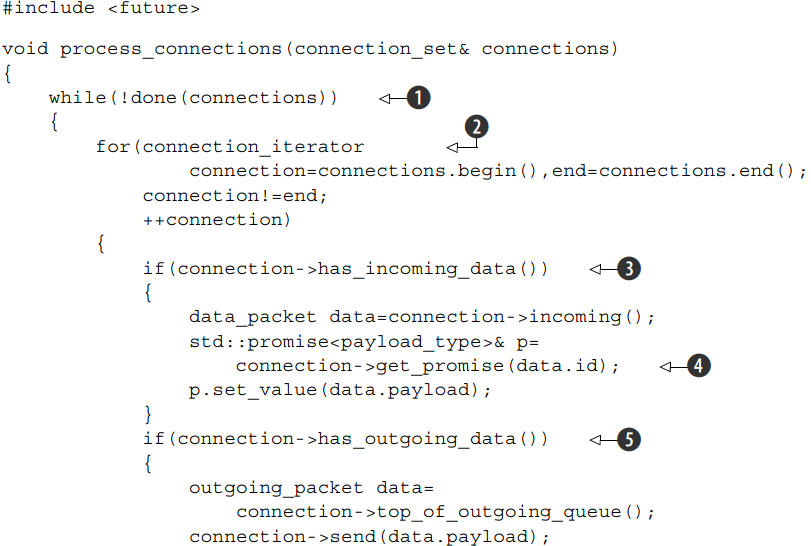 #include <future>
void process_connections(connection_set& connections)
{
    while(!done(connections)) 1
    {
        for(connection_iterator 2
                connection=connections.begin(),end=connections.end();
            connection!=end;
            ++connection)
        {
            if(connection->has_incoming_data()) 3
            {
                data_packet data=connection->incoming();
                std::promise<payload_type>& p=
                    connection->get_promise(data.id); 4
                p.set_value(data.payload);
            }
            if(connection->has_outgoing_data()) 5
            {
                outgoing_packet data=
                    connection->top_of_outgoing_queue();
                connection->send(data.payload);